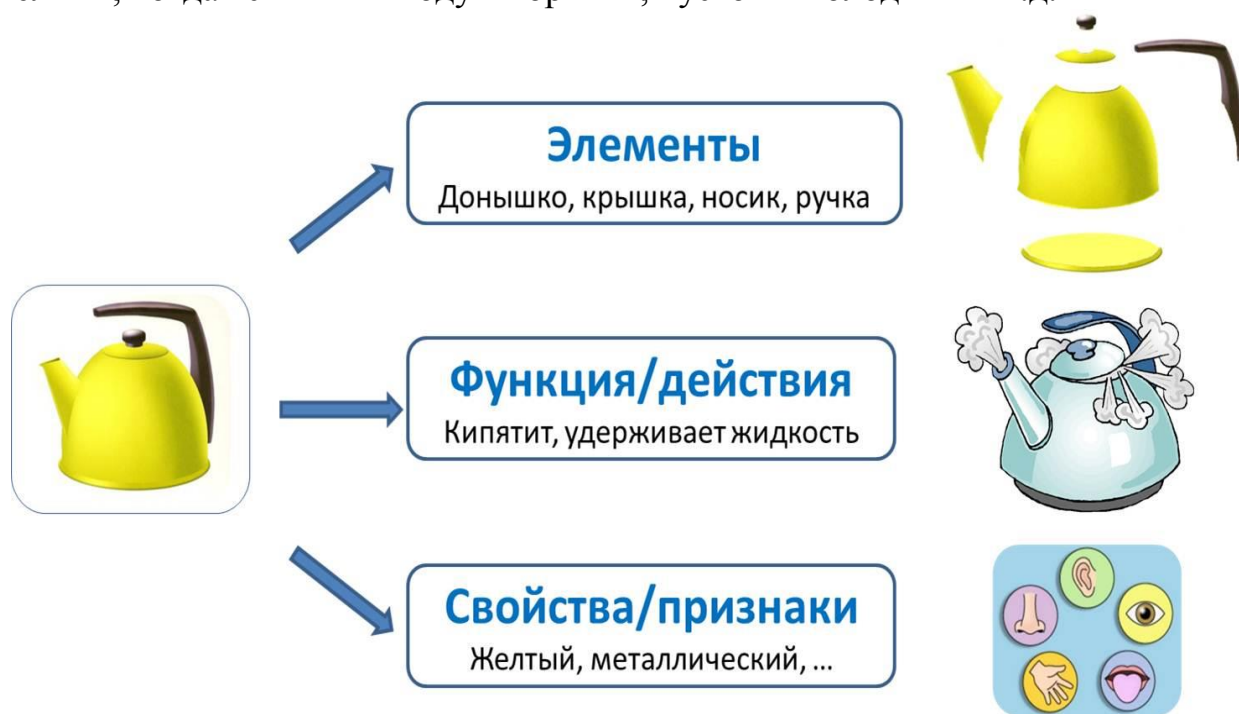 Элементы
Донышко, крышка, носик, ручка
Функция/действия
Кипятит, удерживает жидкость
Свойства/признаки
Желтый, металлический, ...